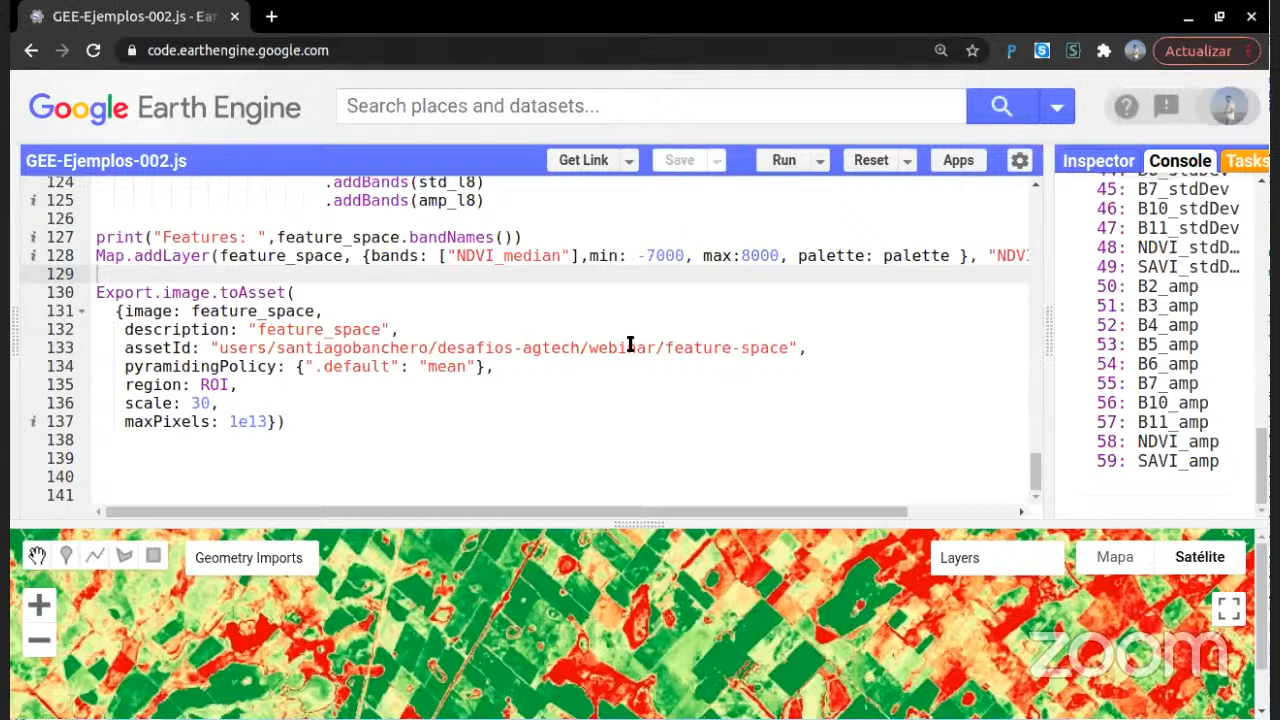 GEE-Ejemplos-002.js - Ear
code.earthengine.google.com
Actualizar
Google Earth Engine
Search places and datasets...
GEE-Ejemplos-002.js
Get Link
Save
Run
Reset
Apps
Inspector
Console
Tasks
124 .addBands(std_l8)
i 125 .addBands(amp_l8)
126
i 127 print("Features: ",feature_space.bandNames())
i 128 Map.addLayer(feature_space, {bands: ["NDVI_median"],min: -7000, max:8000, palette: palette }, "NDVI
129
130 Export.image.toAsset(
131 {image: feature_space,
132 description: "feature_space",
133 assetId: "users/santiagobanchero/desafios-agtech/webinar/feature-space",
134 pyramidingPolicy: {".default": "mean"},
135 region: ROI,
136 scale: 30,
i 137 maxPixels: 1e13})
138
139
140
141
44: B6_stdDev
45: B7_stdDev
46: B10_stdDev
47: B11_stdDev
48: NDVI_stdD…
49: SAVI_stdD…
50: B2_amp
51: B3_amp
52: B4_amp
53: B5_amp
54: B6_amp
55: B7_amp
56: B10_amp
57: B11_amp
58: NDVI_amp
59: SAVI_amp
Geometry Imports
Layers
Mapa
Satélite
zoom